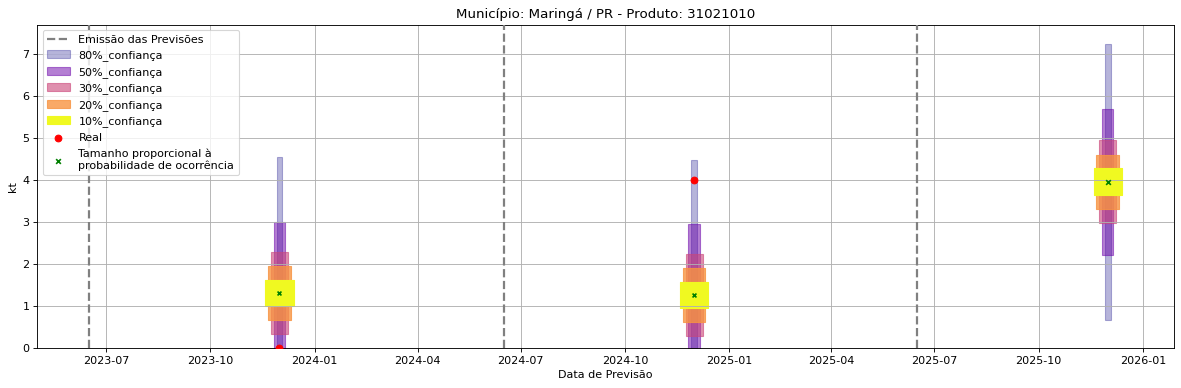 Município: Maringá / PR - Produto: 31021010
Emissão das Previsões
80%_confiança
50%_confiança
30%_confiança
20%_confiança
10%_confiança
Real
Tamanho proporcional à
probabilidade de ocorrência
kt
7
6
5
4
3
2
1
0
2023-07
2023-10
2024-01
2024-04
2024-07
2024-10
2025-01
2025-04
2025-07
2025-10
2026-01
Data de Previsão